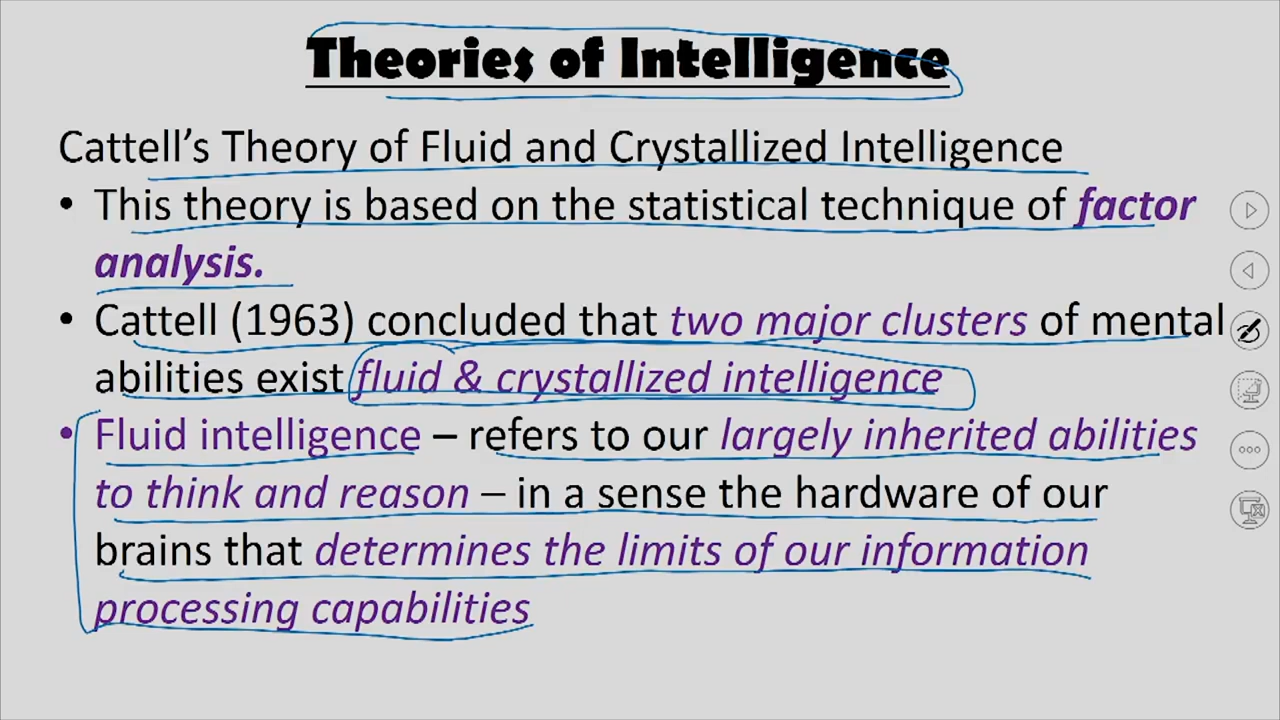 Theories of Intelligence
Cattell’s Theory of Fluid and Crystallized Intelligence
• This theory is based on the statistical technique of factor
analysis.
• Cattell (1963) concluded that two major clusters of mental
abilities exist fluid & crystallized intelligence
• Fluid intelligence – refers to our largely inherited abilities
to think and reason – in a sense the hardware of our
brains that determines the limits of our information
processing capabilities